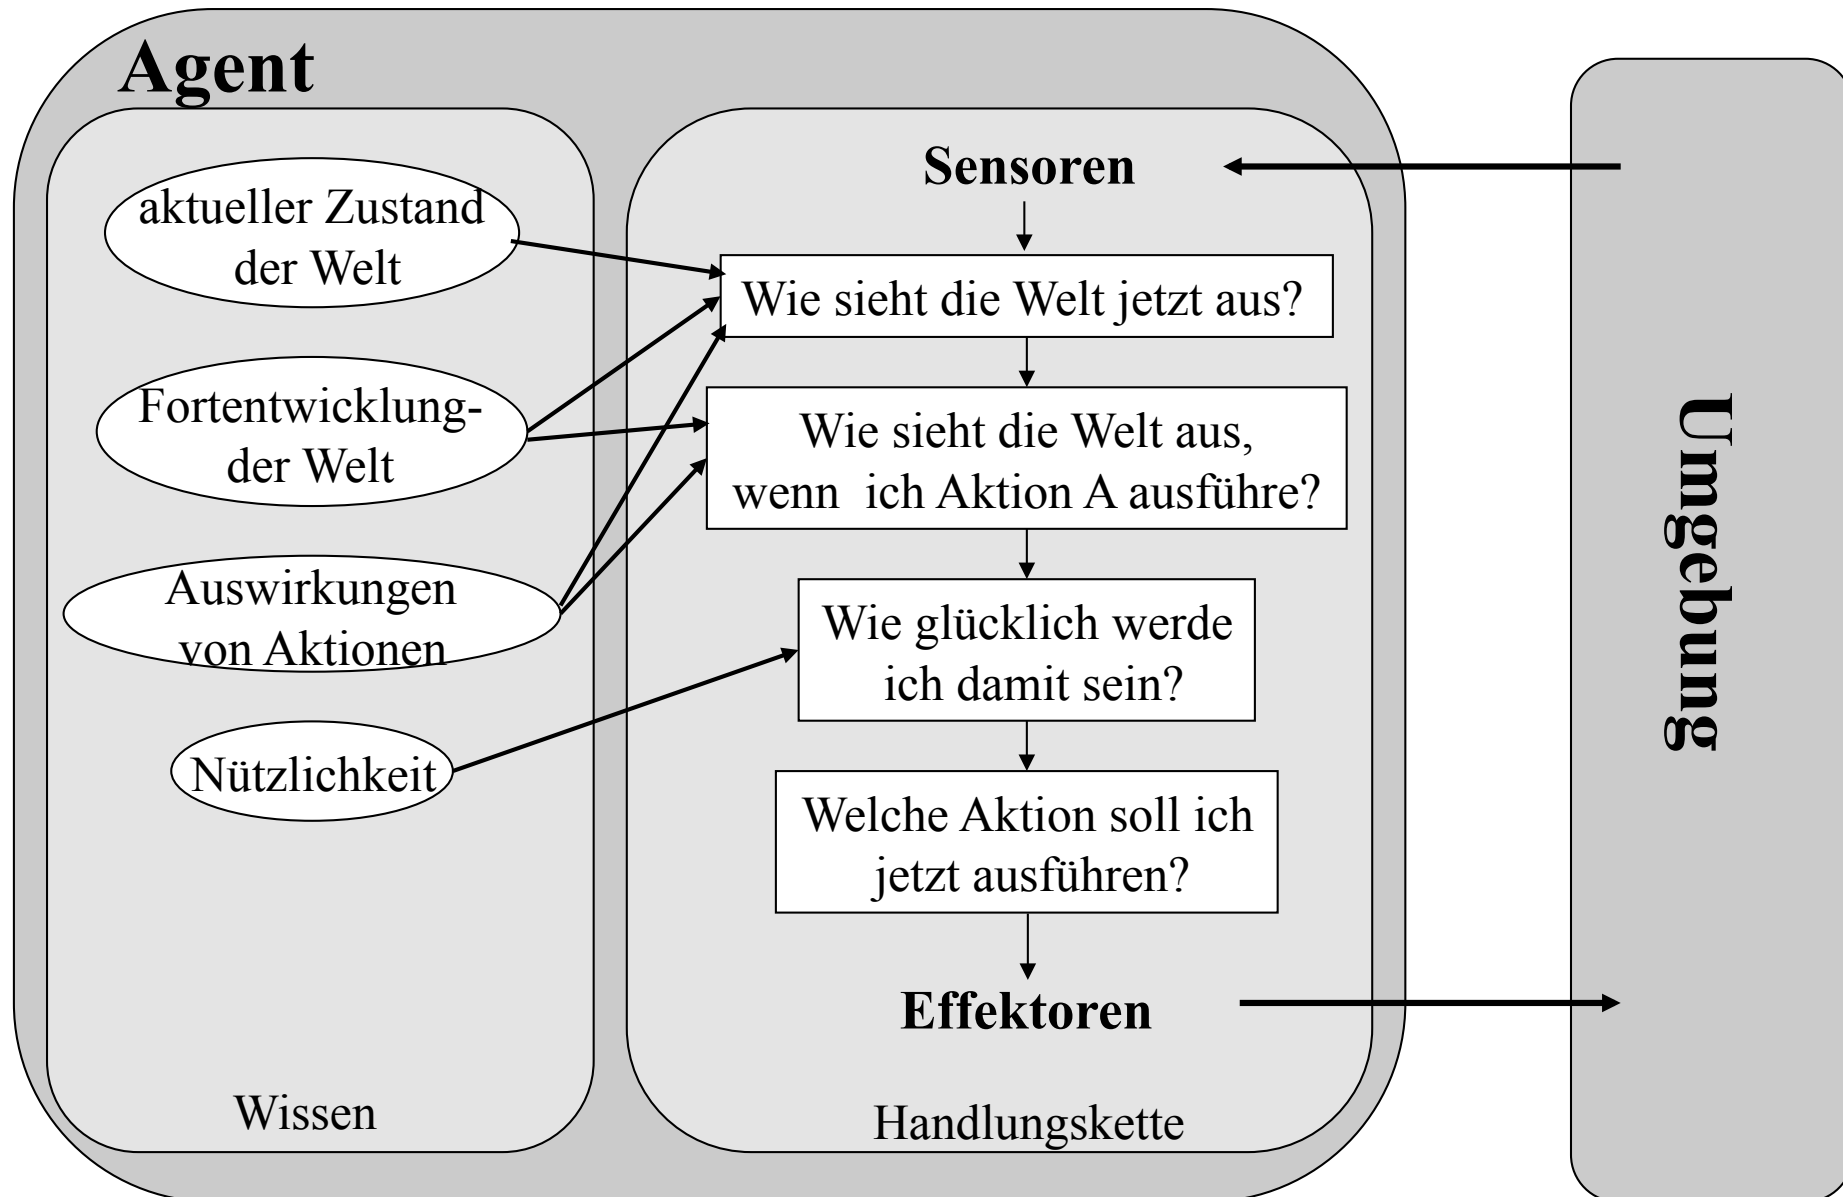 Agent
aktueller Zustand
der Welt
Fortentwicklung-
der Welt
Auswirkungen
von Aktionen
Nützlichkeit
Wissen
Sensoren
Wie sieht die Welt jetzt aus?
Wie sieht die Welt aus,
wenn ich Aktion A ausführe?
Wie glücklich werde
ich damit sein?
Welche Aktion soll ich
jetzt ausführen?
Effektoren
Handlungskette
Umgebung